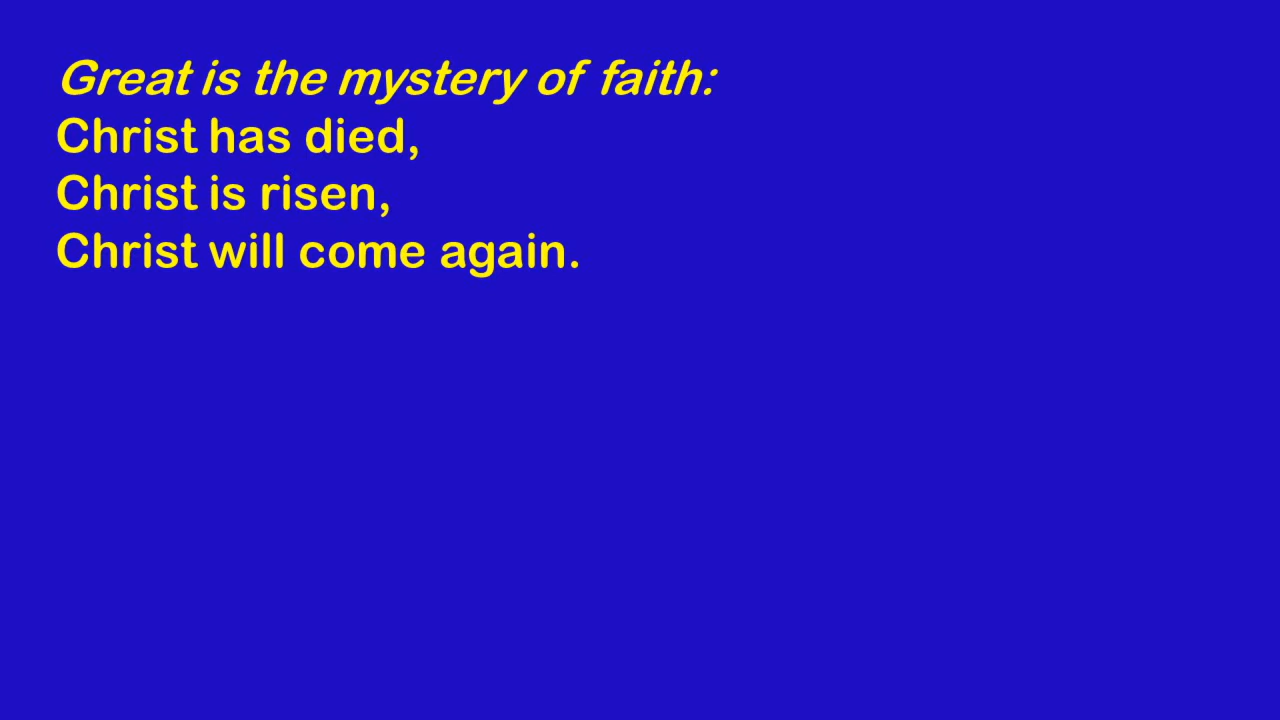 Great is the mystery of faith:
Christ has died,
Christ is risen,
Christ will come again.